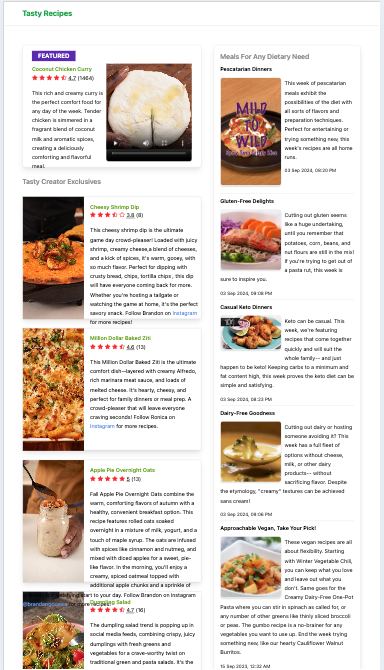 Tasty Recipes
FEATURED
Coconut Chicken Curry
4.7 (1464)
This rich and creamy curry is
the perfect comfort food for
any day of the week. Tender
chicken is simmered in a
fragrant blend of coconut
milk and aromatic spices,
creating a deliciously
comforting and flavorful
meal.
Tasty Creator Exclusives
Cheesy Shrimp Dip
3.8 (8)
This cheesy shrimp dip is the ultimate
game day crowd-pleaser! Loaded with juicy
shrimp, creamy cheese,a blend of cheeses,
and a kick of spices, it's warm, gooey, with
so much flavor. Perfect for dipping with
crusty bread, chips, tortilla chips, this dip
will have everyone coming back for more.
Whether you're hosting a tailgate or
watching the game at home, it's the perfect
savory snack. Follow Brandon on Instagram
for more recipes!
Million Dollar Baked Ziti
4.6 (13)
This Million Dollar Baked Ziti is the ultimate
comfort dish—layered with creamy Alfredo,
rich marinara meat sauce, and loads of
melted cheese. It's hearty, cheesy, and
perfect for family dinners or meal prep. A
crowd-pleaser that will leave everyone
craving seconds! Follow Ronica on
Instagram for more recipes.
Apple Pie Overnight Oats
5 (13)
Fall Apple Pie Overnight Oats combine the
warm, comforting flavors of autumn with a
healthy, convenient breakfast option. This
recipe features rolled oats soaked
overnight in a mixture of milk, yogurt, and a
touch of maple syrup. The oats are infused
with spices like cinnamon and nutmeg, and
mixed with diced apples for a sweet, pie-
like flavor. In the morning, you'll enjoy a
creamy, spiced oatmeal topped with
additional apple chunks and a sprinkle of
start to your day. Follow Brandon on Instagram
for more recipes!
Dumpling Salad
4.7 (16)
The dumpling salad trend is popping up in
social media feeds, combining crispy, juicy
dumplings with fresh greens and
vegetables for a crave-worthy twist on
traditional green and pasta salads. It's the
Meals For Any Dietary Need
Pescatarian Dinners
MILD
TO
WILD
This week of pescatarian
meals exhibit the
possibilities of the diet with
all sorts of flavors and
preparation techniques.
Perfect for entertaining or
trying something new, this
week's recipes are all home
runs.
03 Sep 2024, 08:20 PM
Gluten-Free Delights
Cutting out gluten seems
like a huge undertaking,
until you remember that
potatoes, corn, beans, and
nut flours are still in the mix!
If you're trying to get out of
a pasta rut, this week is
sure to inspire you.
03 Sep 2024, 09:09 PM
Casual Keto Dinners
Keto can be casual. This
week, we're featuring
recipes that come together
quickly and will suit the
whole family-- and just
happen to be keto! Keeping carbs to a minimum and
fat content high, this week proves the keto diet can be
simple and satisfying.
03 Sep 2024, 08:23 PM
Dairy-Free Goodness
Cutting out dairy or hosting
someone avoiding it? This
week has a full fleet of
options without cheese,
milk, or other dairy
products-- without
sacrificing flavor. Despite
the etymology, "creamy" textures can be achieved
sans cream!
03 Sep 2024, 09:06 PM
Approachable Vegan, Take Your Pick!
These vegan recipes are all
about flexibility. Starting
with Winter Vegetable Chili,
you can keep what you love
and leave out what you
don't. Same goes for the
Creamy Dairy-Free One-Pot
Pasta where you can stir in spinach as called for, or
any number of other greens like thinly sliced broccoli
or peas. The gumbo recipe is a no-brainer for any
vegetables you want to use up. End the week trying
something new, like our hearty Cauliflower Walnut
Burritos.
15 Sep 2023, 12:32 AM